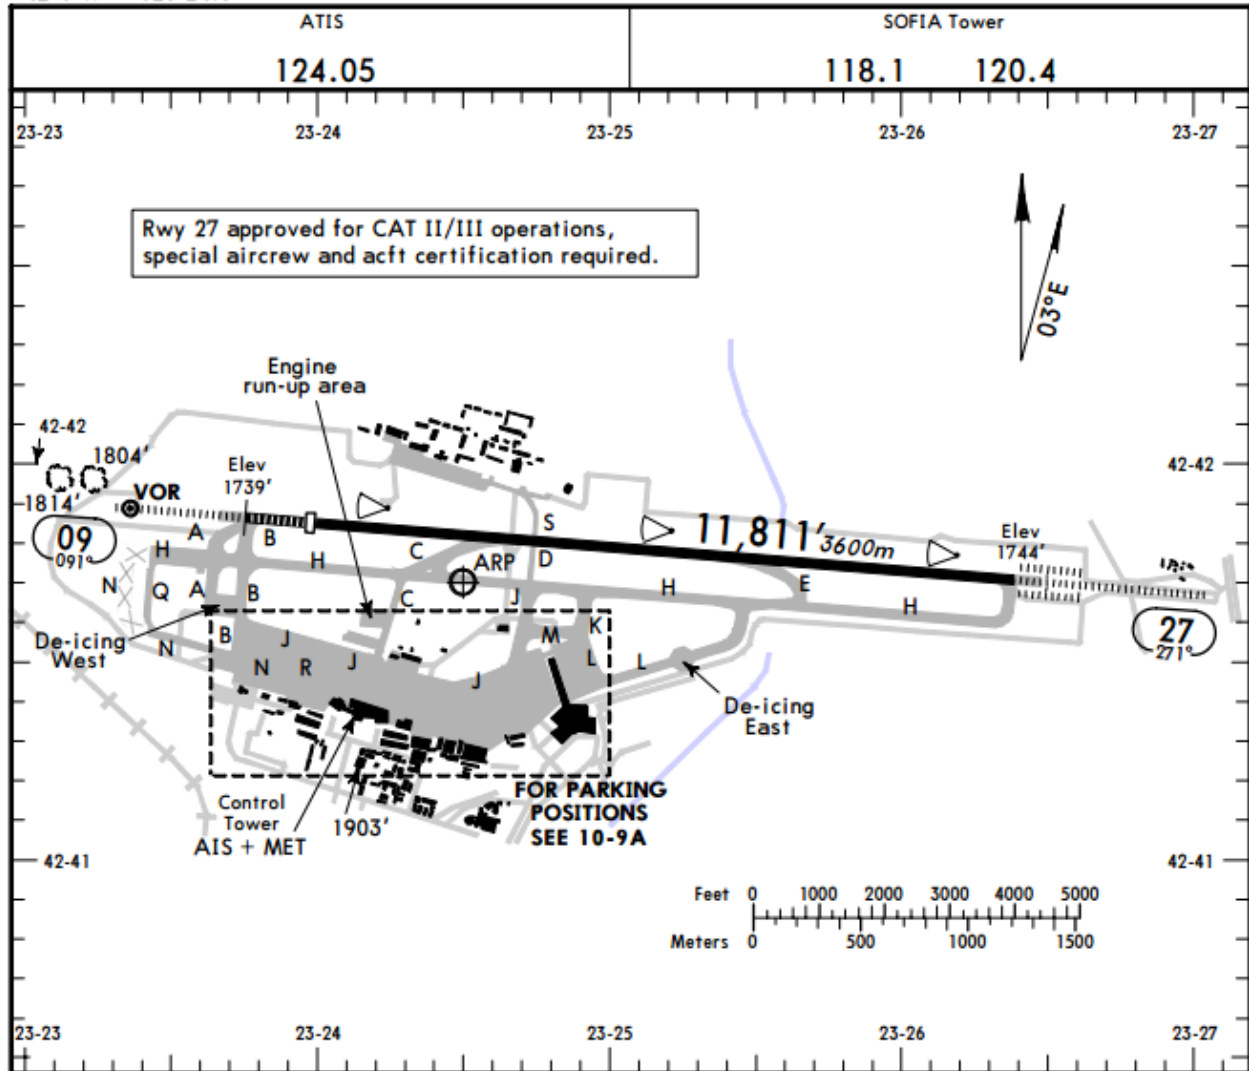 ATIS
SOFIA Tower
124.05
118.1 120.4
23-23 23-24 23-25 23-26 23-27
Rwy 27 approved for CAT II/III operations,
special aircrew and acft certification required.
03°E
Engine
run-up area
42-42
1804'
Elev
1739'
42-42
1814'
VOR
09
091°
A
B
H
H
C
S
D
11,811' 3600m
Elev
1744'
ARP
N
Q
A
B
C
J
H
E
H
27
271°
De-icing
West
N
B
J
N
R
J
J
M
K
L
L
De-icing
East
Control
Tower
AIS + MET
1903'
FOR PARKING
POSITIONS
SEE 10-9A
42-41
42-41
Feet 0 1000 2000 3000 4000 5000
Meters 0 500 1000 1500
23-23 23-24 23-25 23-26 23-27